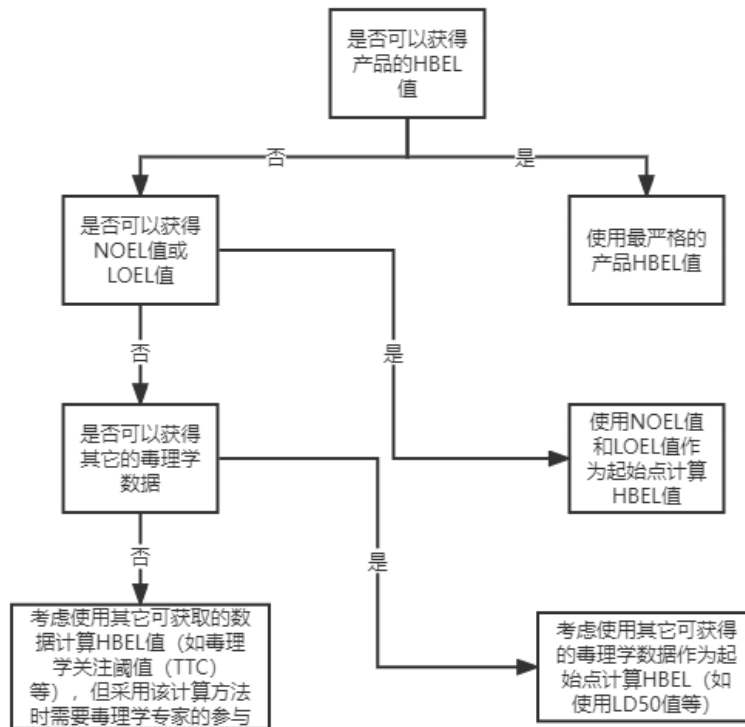 是否可以获得
产品的HBEL
值
否
是
是否可以获得
NOEL值或
LOEL值
使用最严格的
产品HBEL值
否
是
是否可以获得
其它的毒理学
数据
使用NOEL值
和LOEL值作
为起始点计算
HBEL值
否
是
考虑使用其它可获取的数
据计算HBEL值（如毒理
学关注阈值（TTC）
等），但采用该计算方法
时需要毒理学专家的参与
考虑使用其它可获得
的毒理学数据作为起
始点计算HBEL（如
使用LD50值等）